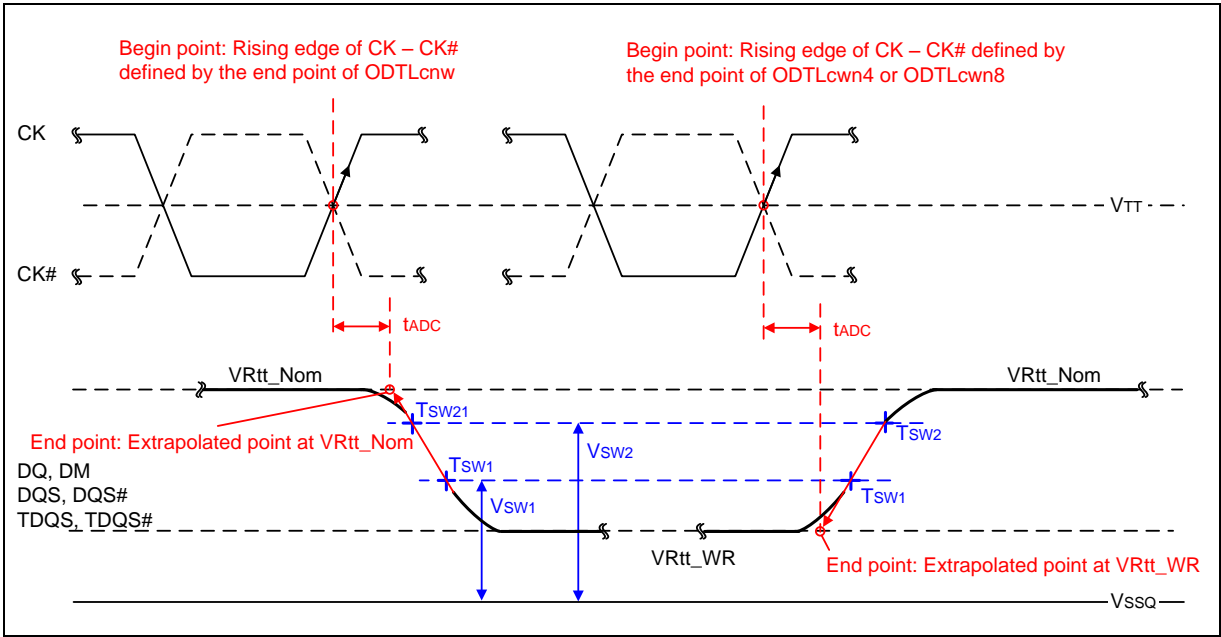 Begin point: Rising edge of CK – CK#
defined by the end point of ODTLcnw
Begin point: Rising edge of CK – CK# defined by
the end point of ODTLcwn4 or ODTLcwn8
CK
VTT
CK#
tADC
tADC
VRtt_Nom
VRtt_Nom
TSW21
TSW2
End point: Extrapolated point at VRtt_Nom
VSW2
DQ, DM
DQS, DQS#
TDQS, TDQS#
TSW1
VSW1
TSW1
VRtt_WR
End point: Extrapolated point at VRtt_WR
VSSQ